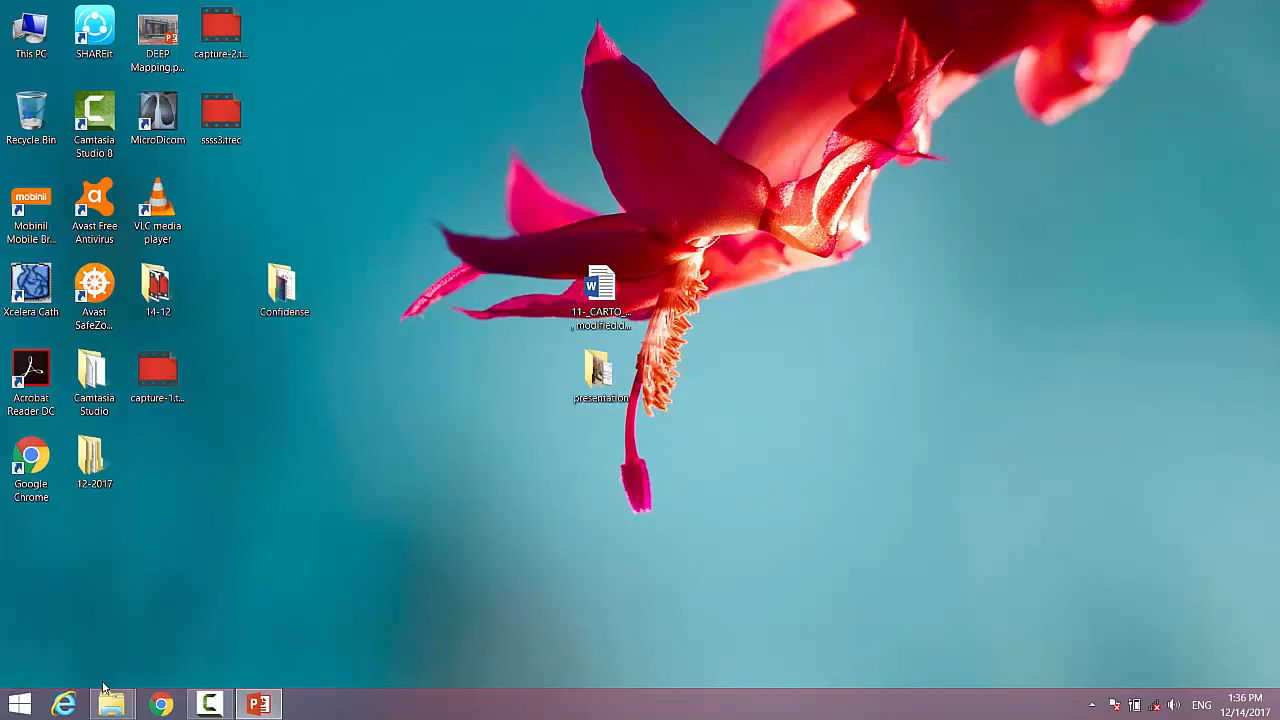 This PC
SHAREit
DEEP
Mapping.p...
capture-2.t...
Recycle Bin
Camtasia
Studio 8
MicroDicom
ssss3.trec
mobinil
Mobinil
Mobile Br...
Avast Free
Antivirus
VLC media
player
Xcelera Cath
Avast
SafeZo...
14-12
Confidense
11-_CARTO_...
, modified.d...
Acrobat
Reader DC
Camtasia
Studio
capture-1.t...
presentation
Google
Chrome
12-2017
ENG
1:36 PM
12/14/2017